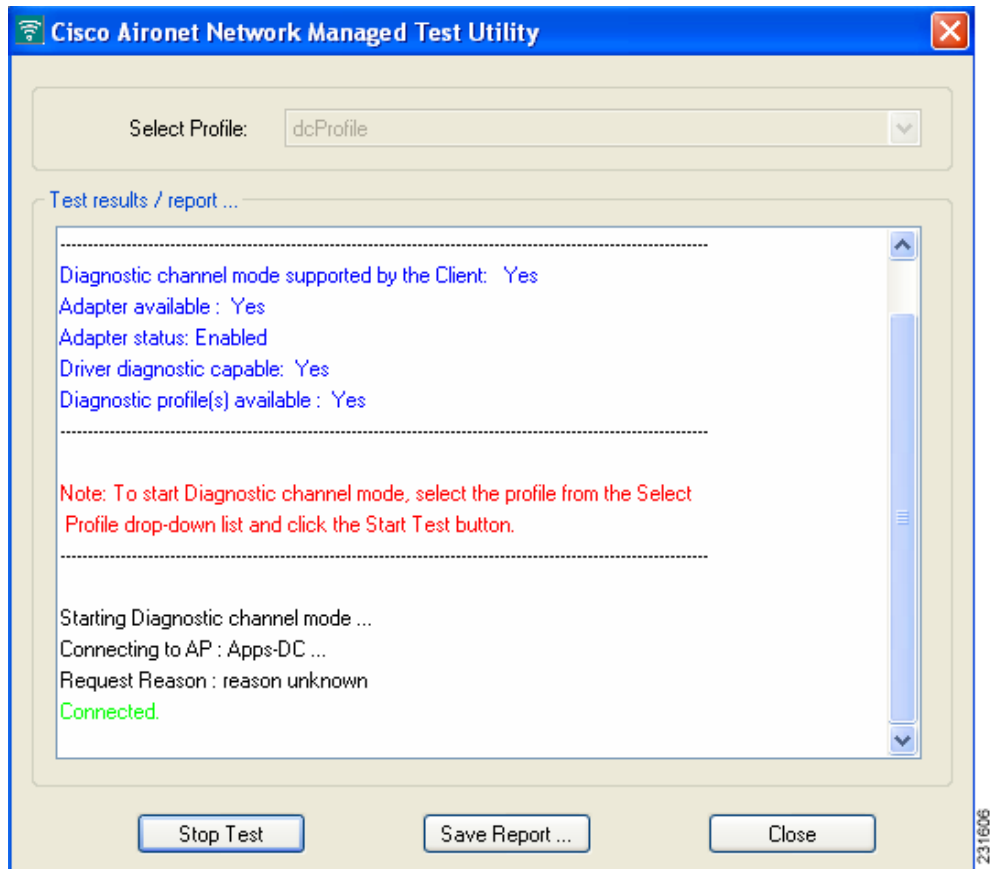 Cisco Aironet Network Managed Test Utility
Select Profile: dcProfile
Test results / report ...
Diagnostic channel mode supported by the Client: Yes
Adapter available : Yes
Adapter status: Enabled
Driver diagnostic capable: Yes
Diagnostic profile(s) available : Yes
Note: To start Diagnostic channel mode, select the profile from the Select
Profile drop-down list and click the Start Test button.
Starting Diagnostic channel mode ...
Connecting to AP : Apps-DC ...
Request Reason : reason unknown
Connected.
Stop Test Save Report ... Close
231606